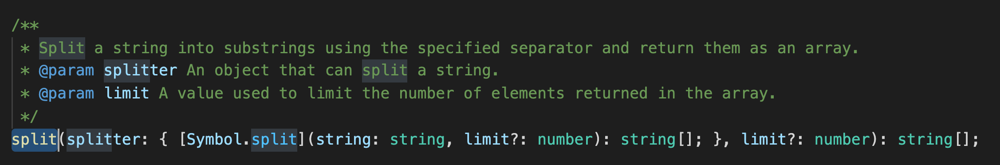 /**
 * Split a string into substrings using the specified separator and return them as an array.
 * @param splitter An object that can split a string.
 * @param limit A value used to limit the number of elements returned in the array.
 */
split(splitter: { [Symbol.split](string: string, limit?: number): string[]; }, limit?: number): string[];